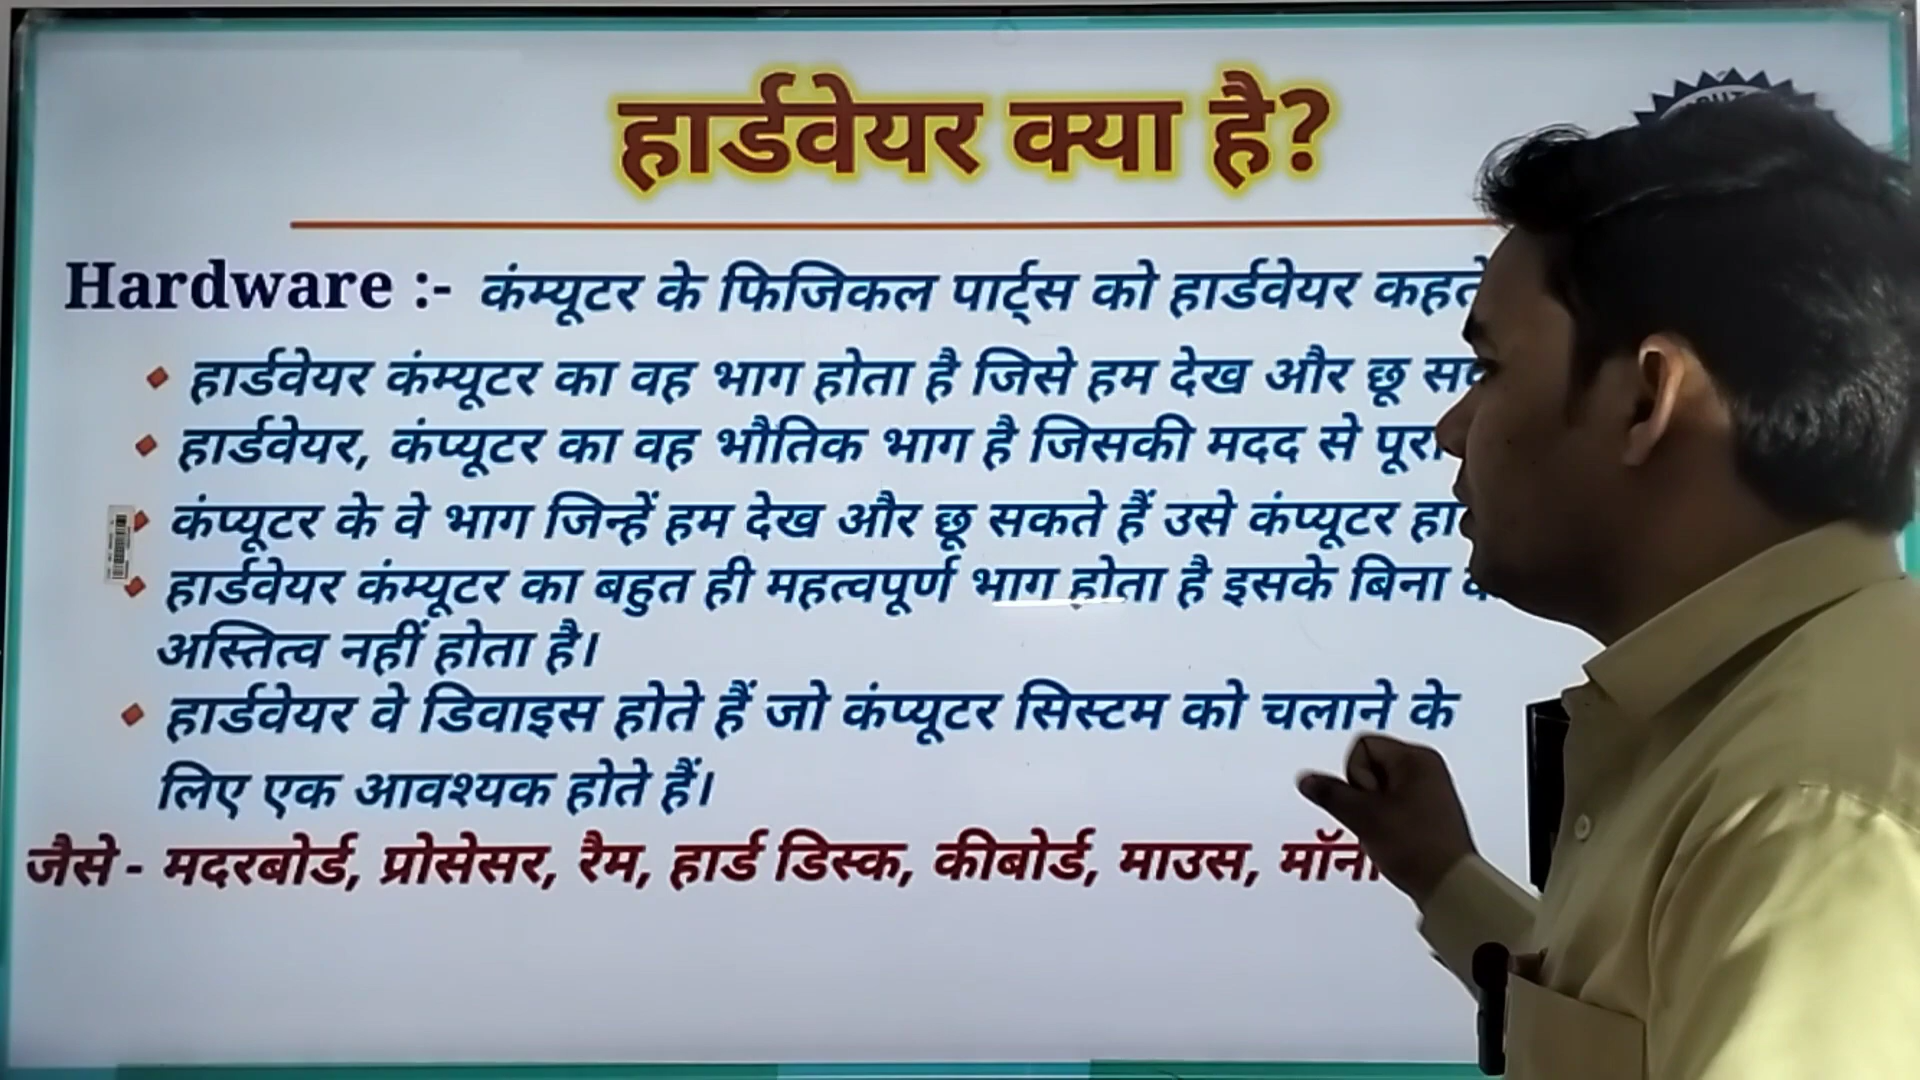 हार्डवेयर क्या है?
Hardware :- कंम्यूटर के फिजिकल पार्ट्स को हार्डवेयर कहते
हार्डवेयर कंम्यूटर का वह भाग होता है जिसे हम देख और छू
हार्डवेयर, कंप्यूटर का वह भौतिक भाग है जिसकी मदद से पूरा
कंप्यूटर के वे भाग जिन्हें हम देख और छू सकते हैं उसे कंप्यूटर
हार्डवेयर कंम्यूटर का बहुत ही महत्वपूर्ण भाग होता है इसके बिना
अस्तित्व नहीं होता है।
हार्डवेयर वे डिवाइस होते हैं जो कंप्यूटर सिस्टम को चलाने के
लिए एक आवश्यक होते हैं।
जैसे - मदरबोर्ड, प्रोसेसर, रैम, हार्ड डिस्क, कीबोर्ड, माउस,